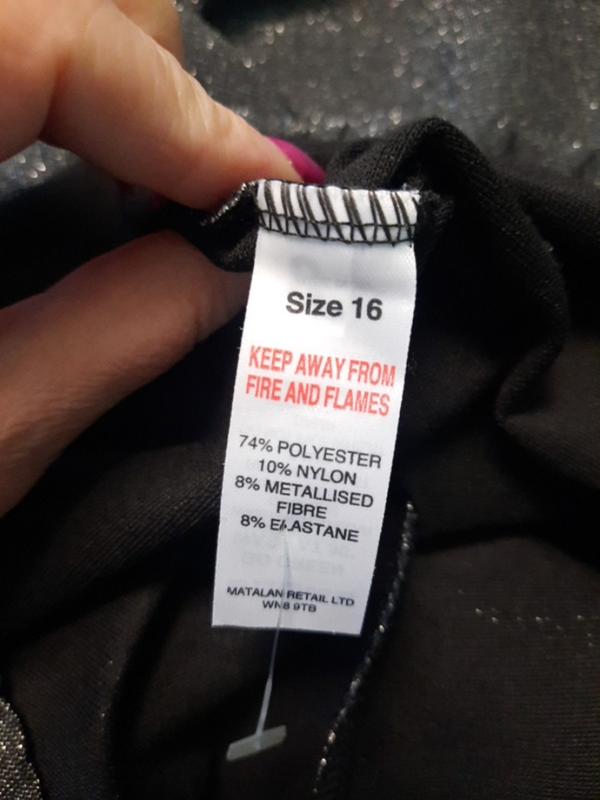 Size 16
KEEP AWAY FROM
FIRE AND FLAMES
74% POLYESTER
10% NYLON
8% METALLISED
FIBRE
8% ELASTANE
MATALAN RETAIL LTD
WN8 9TB